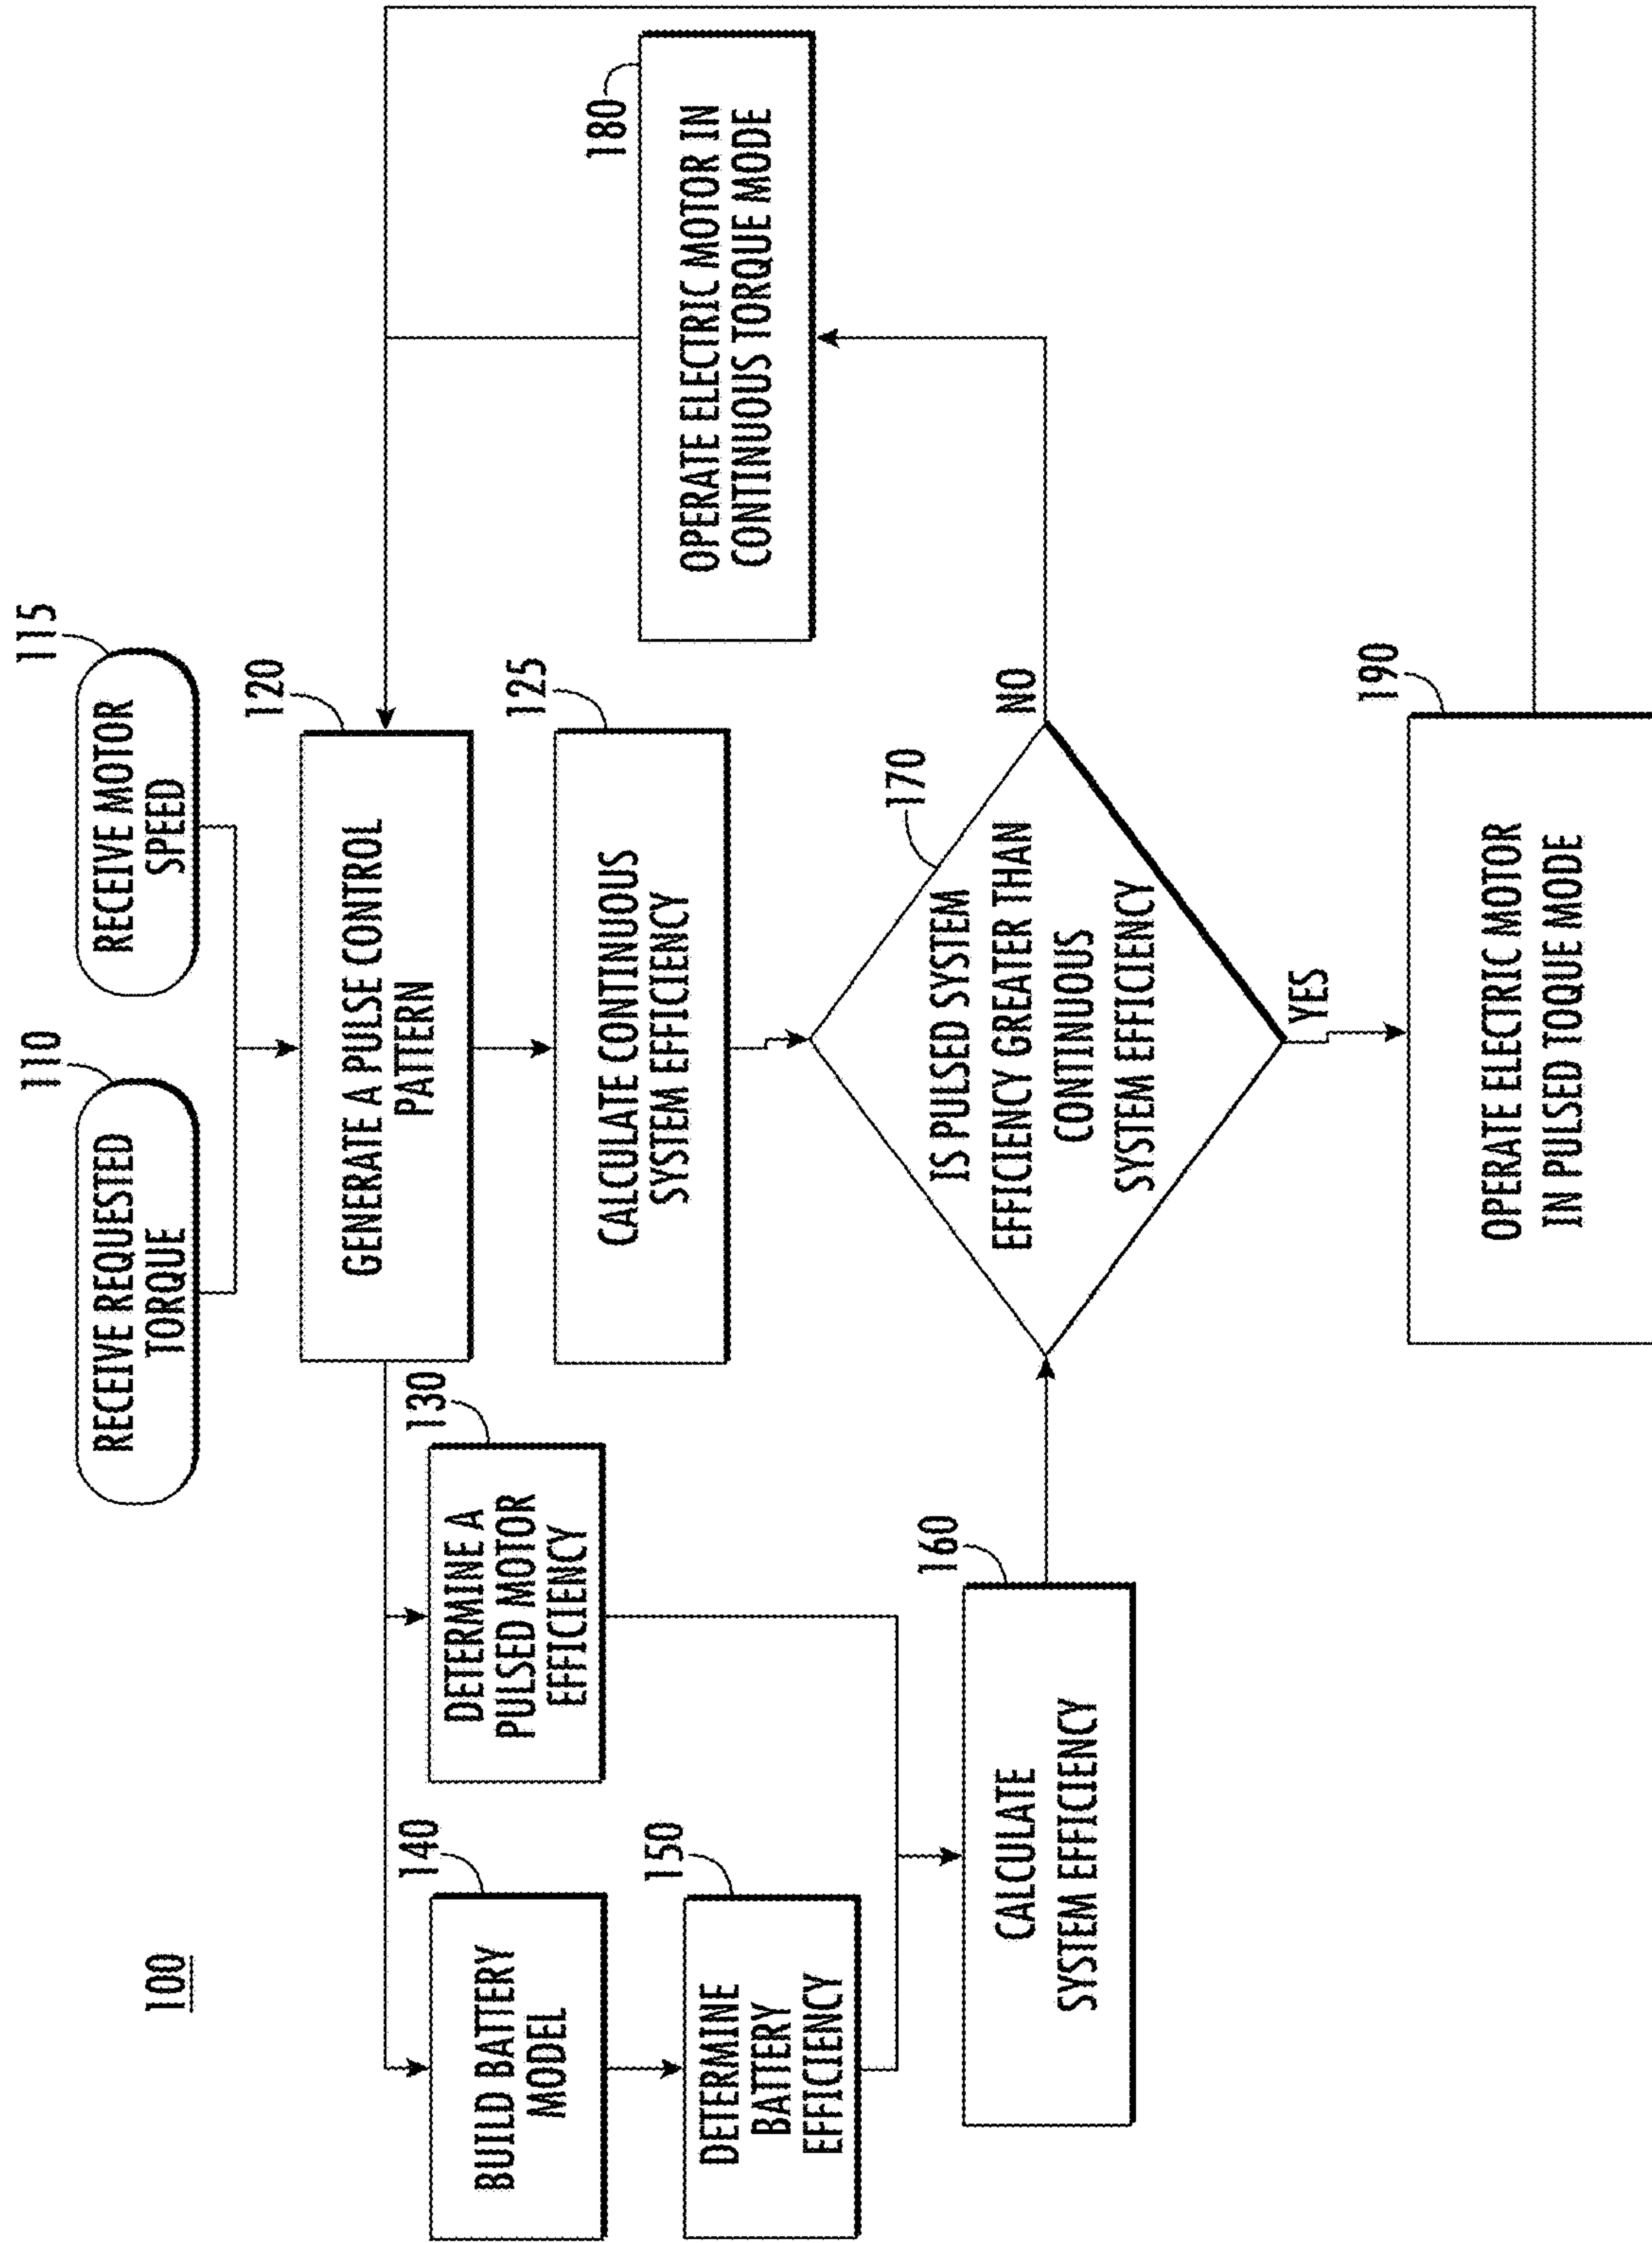 100
110
RECEIVE REQUESTED
TORQUE
115
RECEIVE MOTOR
SPEED
120
GENERATE A PULSE CONTROL
PATTERN
125
CALCULATE CONTINUOUS
SYSTEM EFFICIENCY
130
DETERMINE A
PULSED MOTOR
EFFICIENCY
140
BUILD BATTERY
MODEL
150
DETERMINE
BATTERY
EFFICIENCY
160
CALCULATE
SYSTEM EFFICIENCY
170
IS PULSED SYSTEM
EFFICIENCY GREATER THAN
CONTINUOUS
SYSTEM EFFICIENCY
NO
YES
180
OPERATE ELECTRIC MOTOR IN
CONTINUOUS TORQUE MODE
190
OPERATE ELECTRIC MOTOR
IN PULSED TOQUE MODE